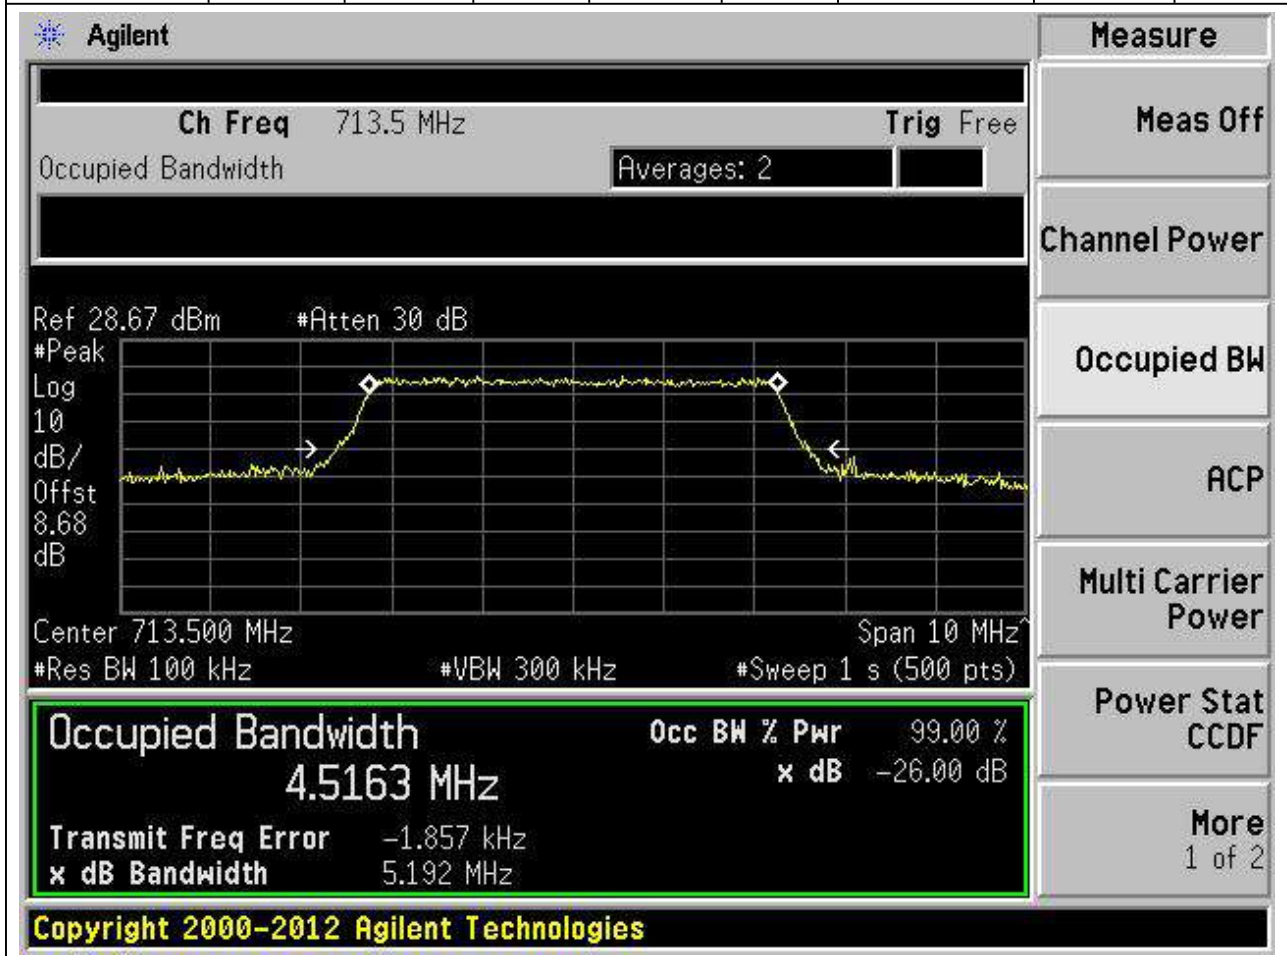 Agilent
Measure
Ch Freq 713.5 MHz Trig Free
Occupied Bandwidth Averages: 2
Meas Off
Channel Power
Occupied BW
ACP
Multi Carrier
Power
Power Stat
CCDF
More
1 of 2
Ref 28.67 dBm #Atten 30 dB
#Peak
Log
10
dB/
Offst
8.68
dB
Center 713.500 MHz Span 10 MHz^
#Res BW 100 kHz #VBW 300 kHz #Sweep 1 s (500 pts)
Occupied Bandwidth Occ BW % Pwr 99.00 %
4.5163 MHz x dB -26.00 dB
Transmit Freq Error -1.857 kHz
x dB Bandwidth 5.192 MHz
Copyright 2000-2012 Agilent Technologies